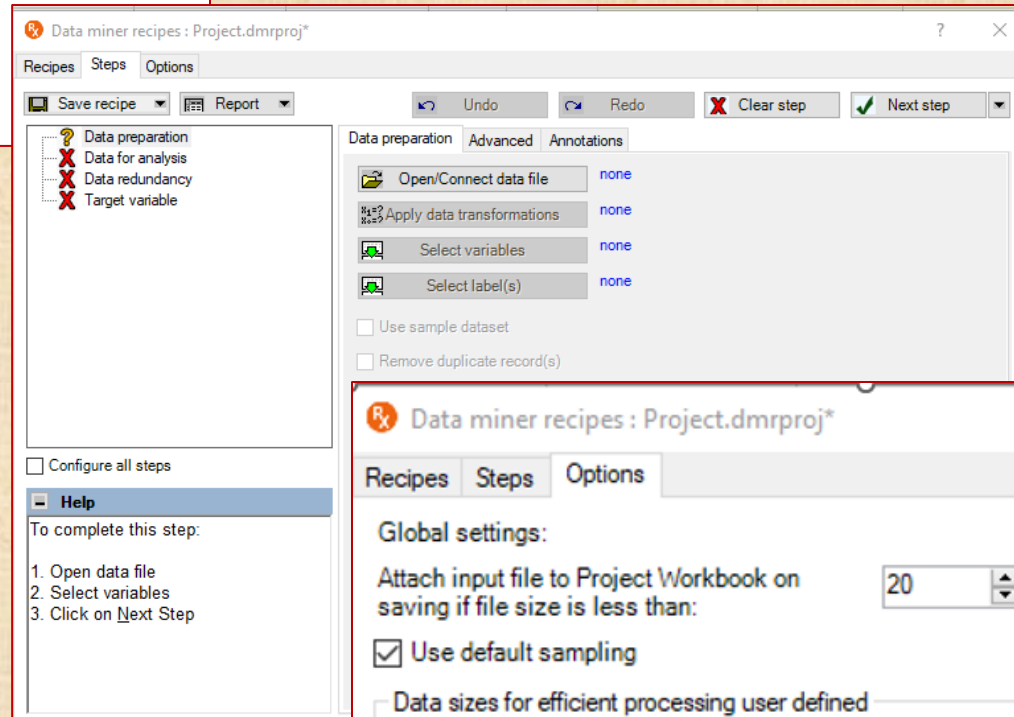 Data miner recipes : Project.dmrproj*
?
Recipes Steps Options
Save recipe Report Undo Redo Clear step Next step
Data preparation
Data for analysis
Data redundancy
Target variable
Data preparation Advanced Annotations
Open/Connect data file none
Apply data transformations none
Select variables none
Select label(s) none
Use sample dataset
Remove duplicate record(s)
Configure all steps
Help
To complete this step:
1. Open data file
2. Select variables
3. Click on Next Step
Data miner recipes : Project.dmrproj*
Recipes Steps Options
Global settings:
Attach input file to Project Workbook on
saving if file size is less than: 20
Use default sampling
Data sizes for efficient processing user defined